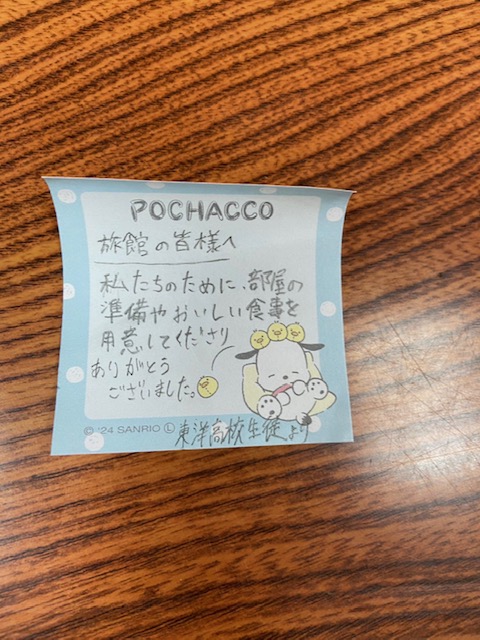 POCHACCO
旅館の皆様へ
私たちのために、部屋の
準備やおいしい食事を
用意してくださり
ありがとう
ございました。
© '24 SANRIO Ⓛ
東洋高校生徒より